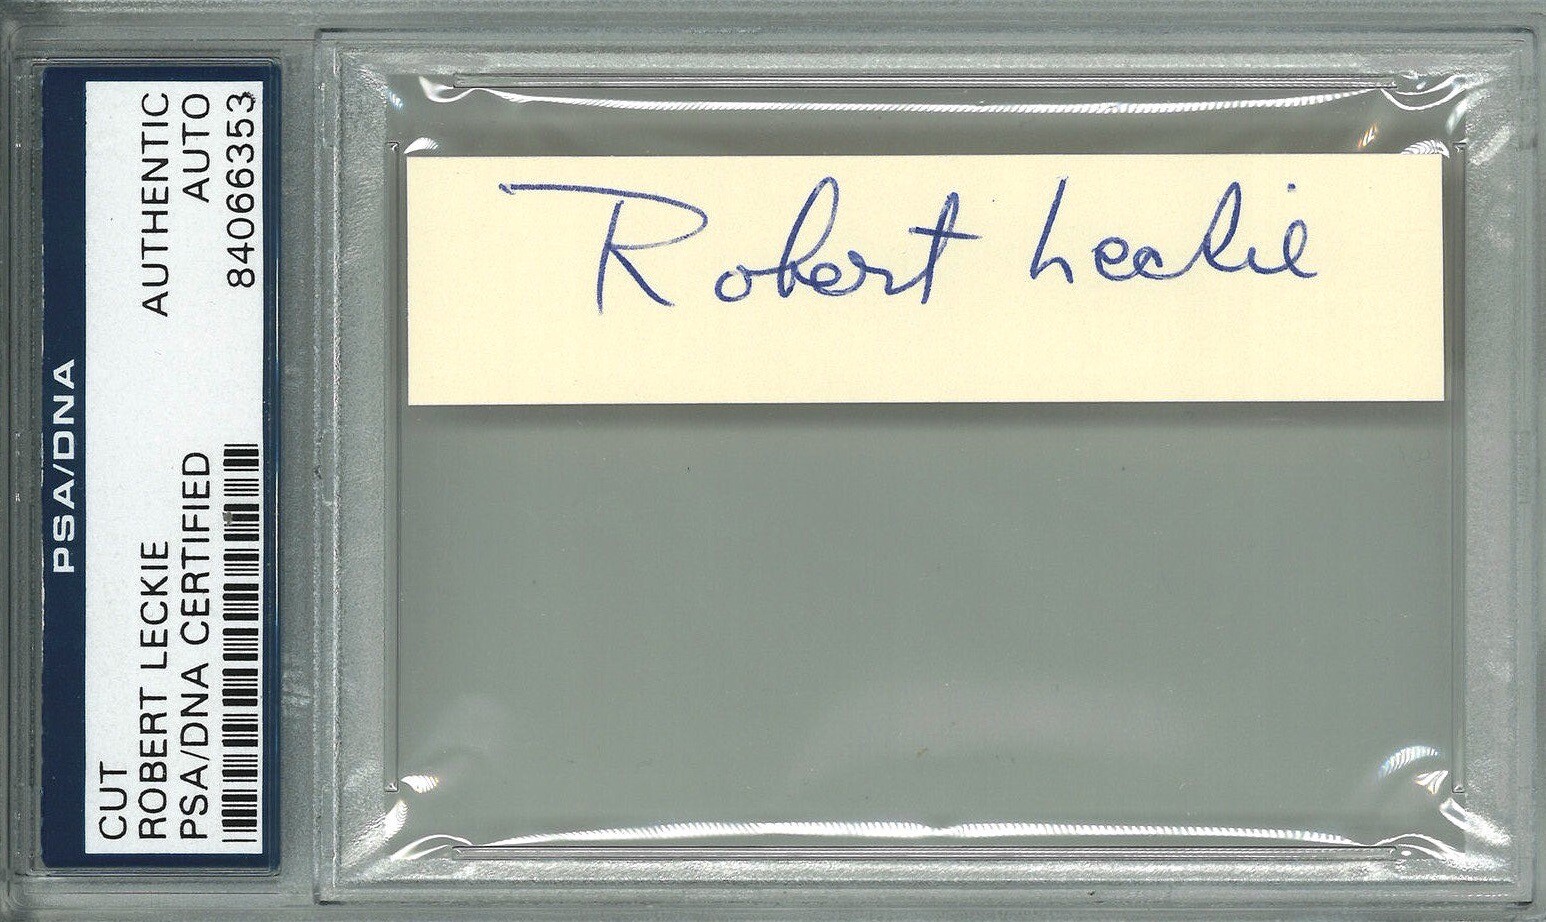 PSA/DNA
CUT
ROBERT LECKIE
PSA/DNA CERTIFIED
AUTHENTIC
AUTO
84066353
Robert Leckie